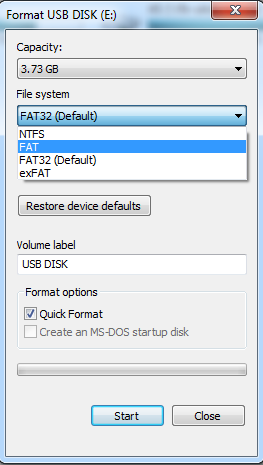 Format USB DISK (E:)
Capacity:
3.73 GB
File system
FAT32 (Default)
NTFS
FAT
FAT32 (Default)
exFAT
Restore device defaults
Volume label
USB DISK
Format options
Quick Format
Create an MS-DOS startup disk
Start
Close